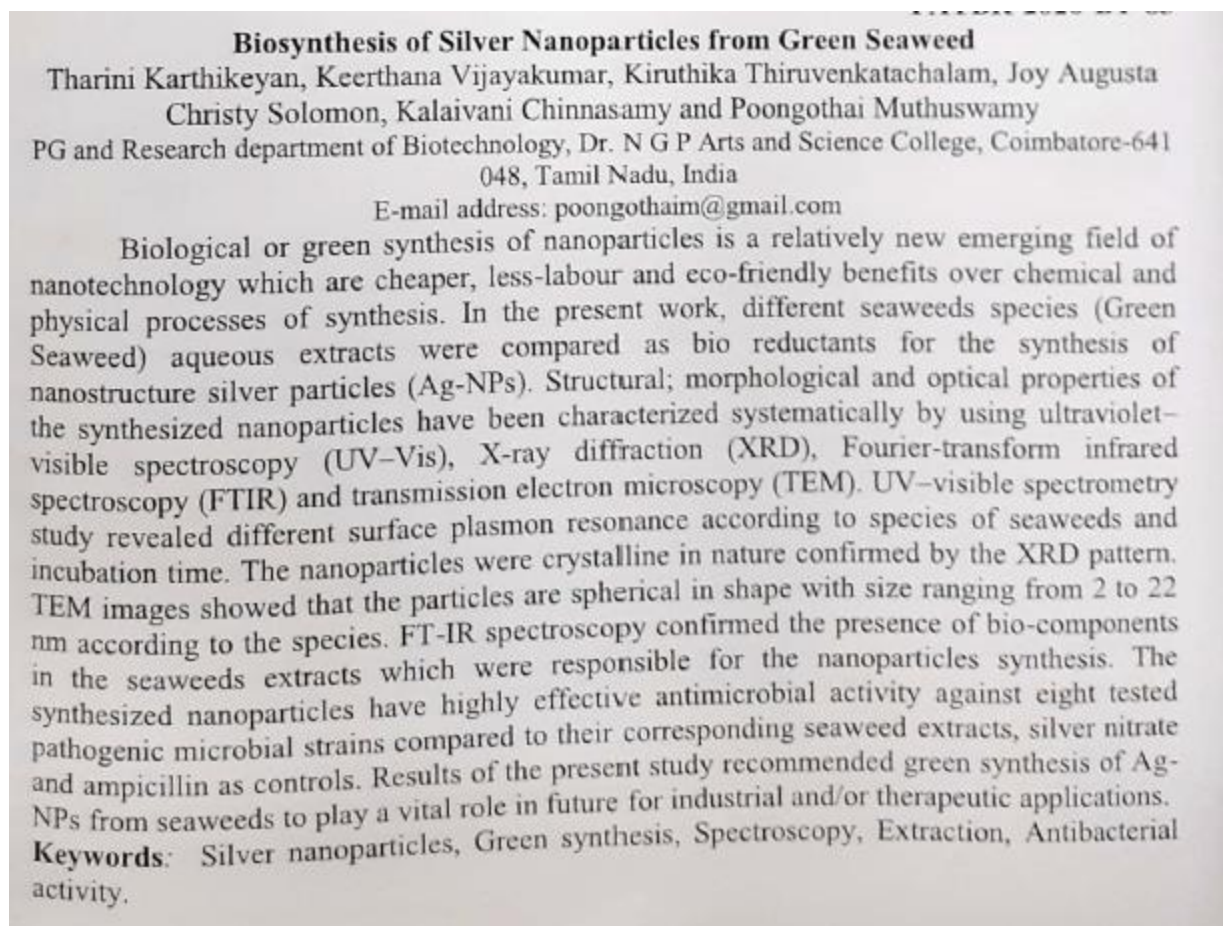 Biosynthesis of Silver Nanoparticles from Green Seaweed
Tharini Karthikeyan, Keerthana Vijayakumar, Kiruthika Thiruvenkatachalam, Joy Augusta
Christy Solomon, Kalaivani Chinnasamy and Poongothai Muthuswamy
PG and Research department of Biotechnology, Dr. N G P Arts and Science College, Coimbatore-641
048, Tamil Nadu, India
E-mail address: poongothaim@gmail.com
Biological or green synthesis of nanoparticles is a relatively new emerging field of
nanotechnology which are cheaper, less-labour and eco-friendly benefits over chemical and
physical processes of synthesis. In the present work, different seaweeds species (Green
Seaweed) aqueous extracts were compared as bio reductants for the synthesis of
nanostructure silver particles (Ag-NPs). Structural; morphological and optical properties of
the synthesized nanoparticles have been characterized systematically by using ultraviolet–
visible spectroscopy (UV–Vis), X-ray diffraction (XRD), Fourier-transform infrared
spectroscopy (FTIR) and transmission electron microscopy (TEM). UV–visible spectrometry
study revealed different surface plasmon resonance according to species of seaweeds and
incubation time. The nanoparticles were crystalline in nature confirmed by the XRD pattern.
TEM images showed that the particles are spherical in shape with size ranging from 2 to 22
nm according to the species. FT-IR spectroscopy confirmed the presence of bio-components
in the seaweeds extracts which were responsible for the nanoparticles synthesis. The
synthesized nanoparticles have highly effective antimicrobial activity against eight tested
pathogenic microbial strains compared to their corresponding seaweed extracts, silver nitrate
and ampicillin as controls. Results of the present study recommended green synthesis of Ag-
NPs from seaweeds to play a vital role in future for industrial and/or therapeutic applications.
Keywords: Silver nanoparticles, Green synthesis, Spectroscopy, Extraction, Antibacterial
activity.